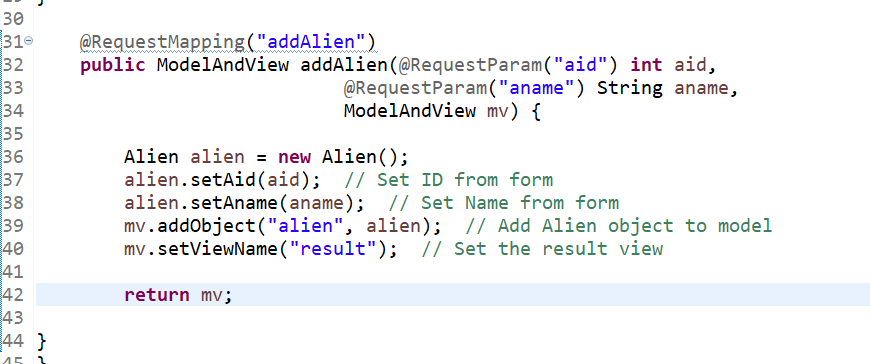 30
31 @RequestMapping("addAlien")
32 public ModelAndView addAlien(@RequestParam("aid") int aid,
33 @RequestParam("aname") String aname,
34 ModelAndView mv) {
35
36 Alien alien = new Alien();
37 alien.setAid(aid);  // Set ID from form
38 alien.setAname(aname);  // Set Name from form
39 mv.addObject("alien", alien);  // Add Alien object to model
40 mv.setViewName("result");  // Set the result view
41
42 return mv;
43
44 }
45 }